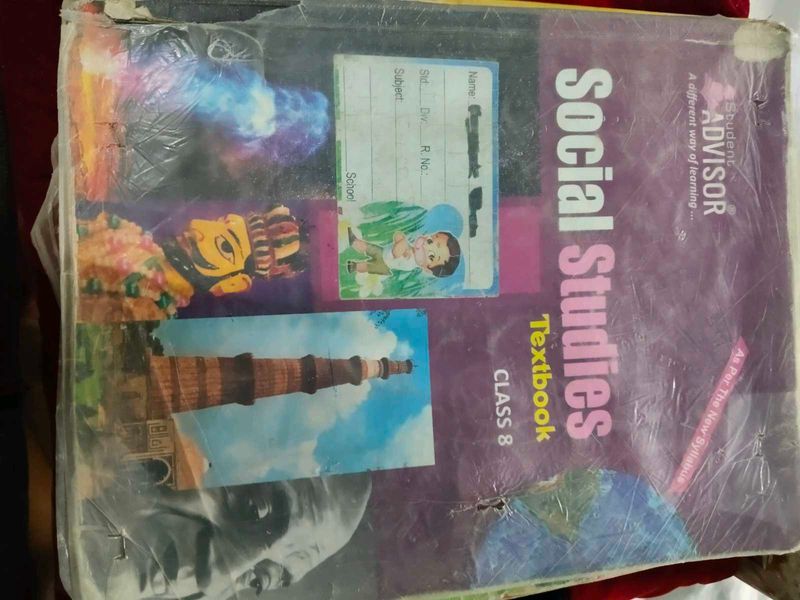 Student
ADVISOR®
A different way of learning ...
As Per The New Syllabus
Social Studies
Textbook
CLASS 8
Name:
Std.: Div: R. No.:
Subject:
School